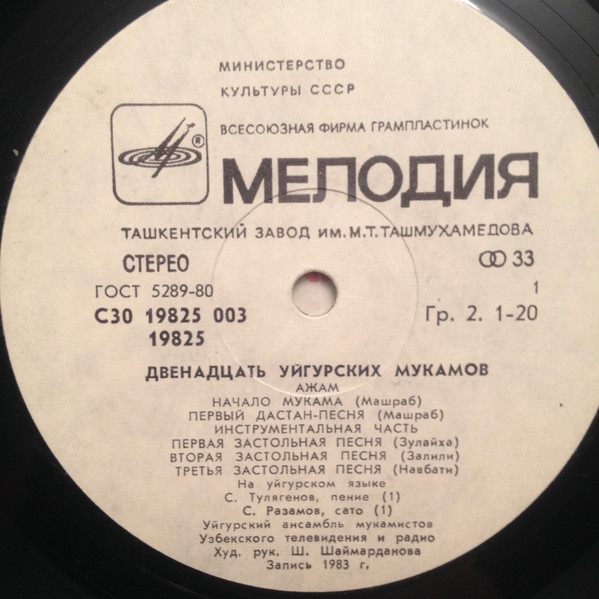 МИНИСТЕРСТВО
КУЛЬТУРЫ СССР
ВСЕСОЮЗНАЯ ФИРМА ГРАМПЛАСТИНОК
®
МЕЛОДИЯ
ТАШКЕНТСКИЙ ЗАВОД ИМ. М.Т. ТАШМУХАМЕДОВА
СТЕРЕО 33
ГОСТ 5289-80 1
С30 19825 003 Гр. 2. 1-20
19825
ДВЕНАДЦАТЬ УЙГУРСКИХ МУКАМОВ
АЖАМ
НАЧАЛО МУКАМА (Машраб)
ПЕРВЫЙ ДАСТАН-ПЕСНЯ (Машраб)
ИНСТРУМЕНТАЛЬНАЯ ЧАСТЬ
ПЕРВАЯ ЗАСТОЛЬНАЯ ПЕСНЯ (Зулайха)
ВТОРАЯ ЗАСТОЛЬНАЯ ПЕСНЯ (Залили)
ТРЕТЬЯ ЗАСТОЛЬНАЯ ПЕСНЯ (Навбати)
На уйгурском языке
С. Тулягенов, пение (1)
С. Разамов, сато (1)
Уйгурский ансамбль мукамистов
Узбекского телевидения и радио
Худ. рук. Ш. Шаймарданова
Запись 1983 г,